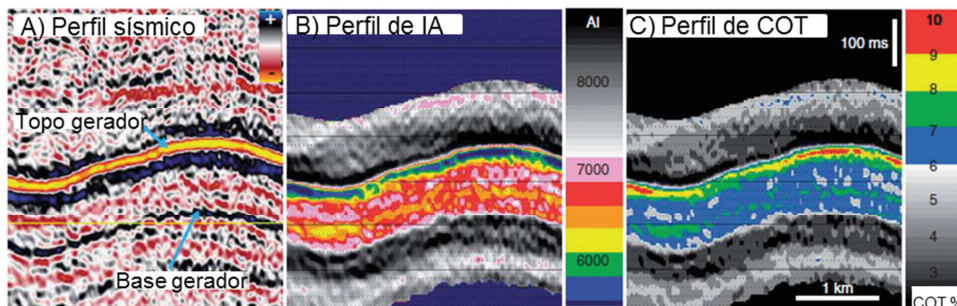 A) Perfil sísmico
+
-
Topo gerador
Base gerador
B) Perfil de IA
AI
8000
7000
6000
C) Perfil de COT
100 ms
1 km
10
9
8
7
6
5
4
3
COT %